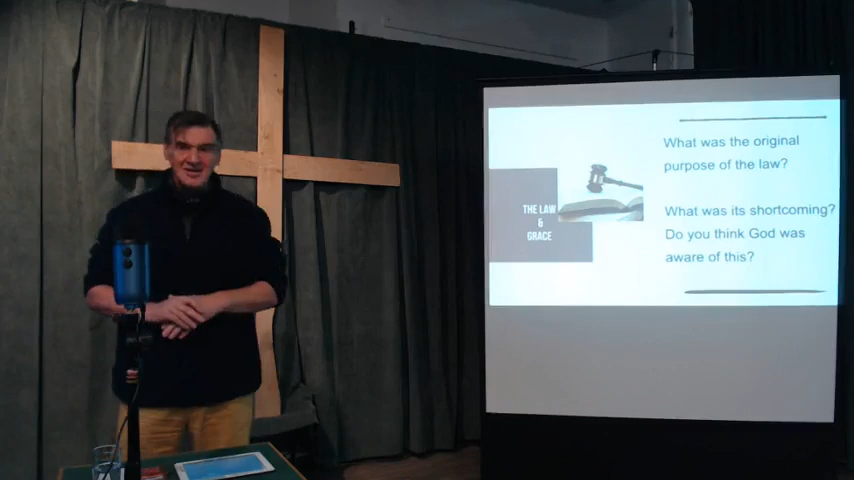 THE LAW
&
GRACE
What was the original
purpose of the law?
What was its shortcoming?
Do you think God was
aware of this?